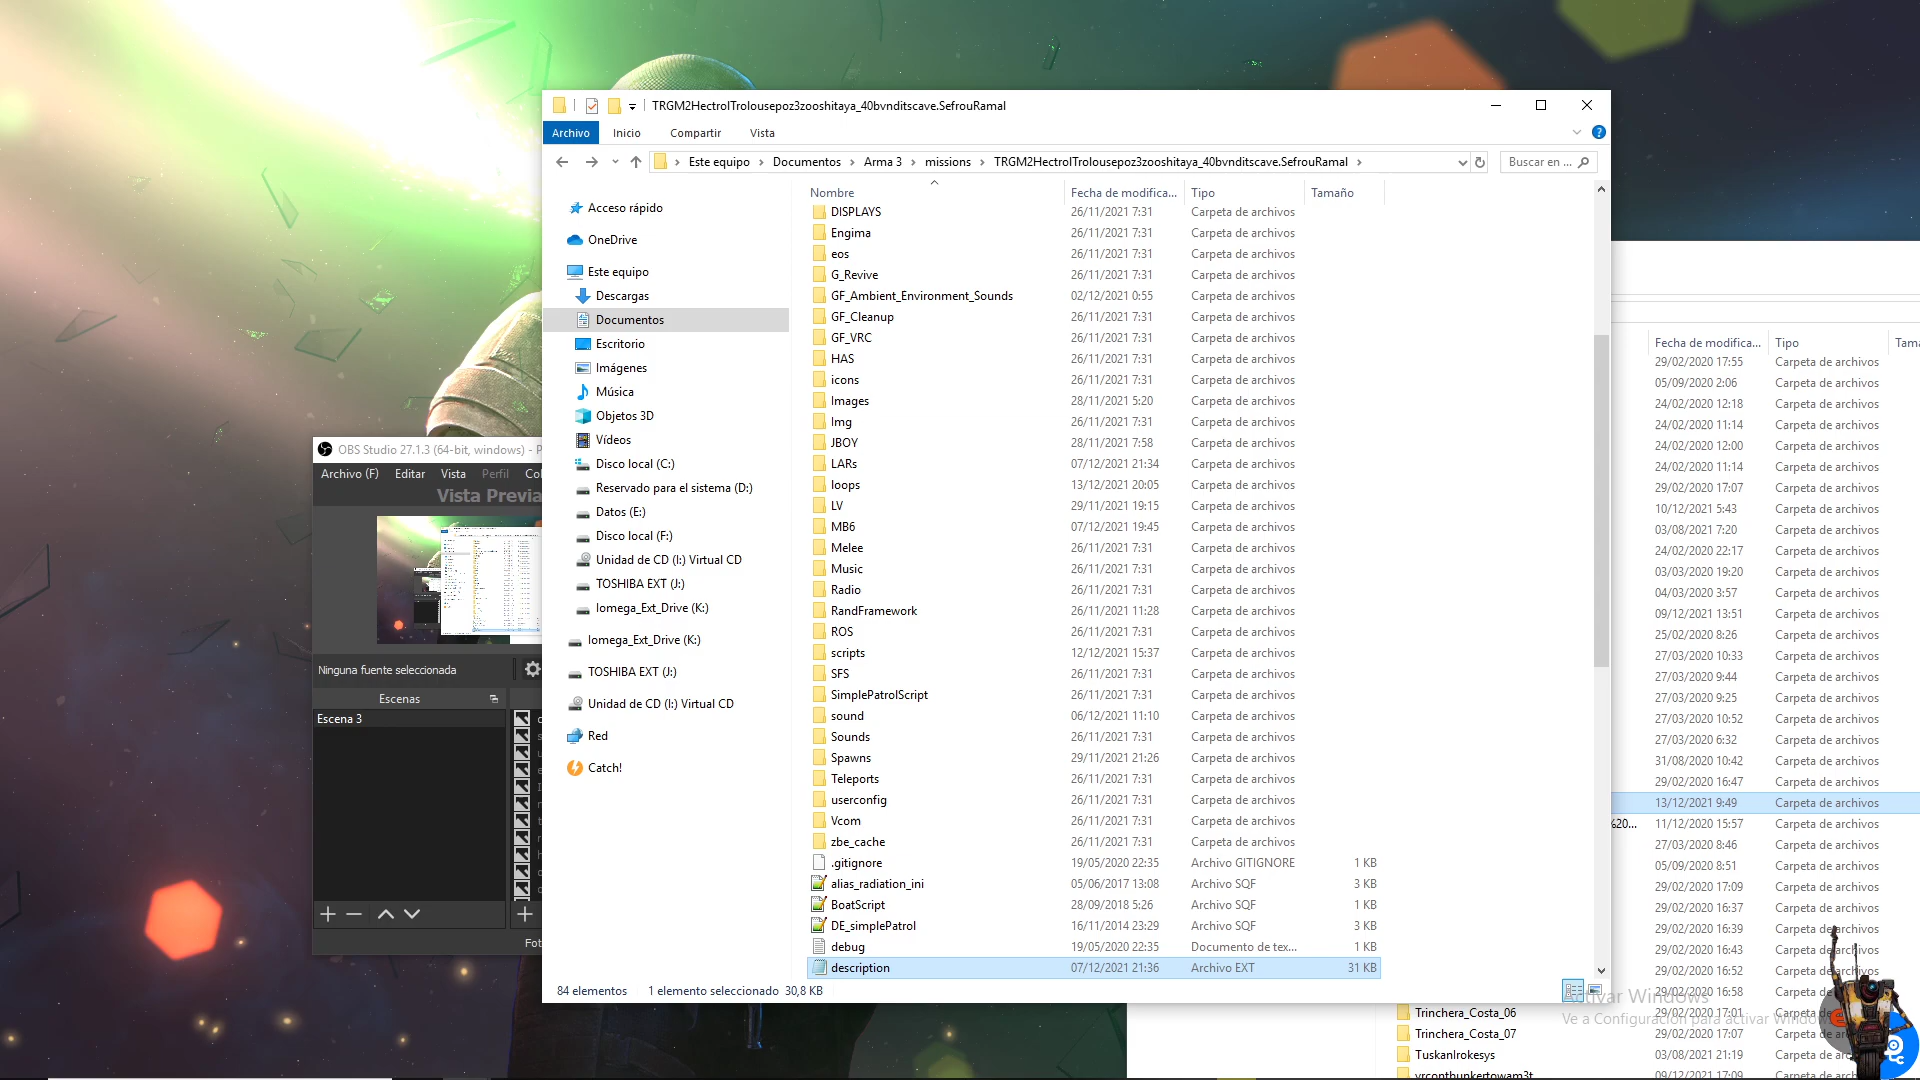 TRGM2HectrolTrolousepoz3zooshitaya_40bvnditscave.SefrouRamal
Archivo Inicio Compartir Vista
Este equipo Documentos Arma 3 missions TRGM2HectrolTrolousepoz3zooshitaya_40bvnditscave.SefrouRamal
Buscar en ...
Acceso rápido
OneDrive
Este equipo
Descargas
Documentos
Escritorio
Imágenes
Música
Objetos 3D
Vídeos
Disco local (C:)
Reservado para el sistema (D:)
Datos (E:)
Disco local (F:)
Unidad de CD (I:) Virtual CD
TOSHIBA EXT (J:)
Iomega_Ext_Drive (K:)
Iomega_Ext_Drive (K:)
TOSHIBA EXT (J:)
Unidad de CD (I:) Virtual CD
Red
Catch!
Nombre Fecha de modifica... Tipo Tamaño
DISPLAYS 26/11/2021 7:31 Carpeta de archivos
Engima 26/11/2021 7:31 Carpeta de archivos
eos 26/11/2021 7:31 Carpeta de archivos
G_Revive 26/11/2021 7:31 Carpeta de archivos
GF_Ambient_Environment_Sounds 02/12/2021 0:55 Carpeta de archivos
GF_Cleanup 26/11/2021 7:31 Carpeta de archivos
GF_VRC 26/11/2021 7:31 Carpeta de archivos
HAS 26/11/2021 7:31 Carpeta de archivos
icons 26/11/2021 7:31 Carpeta de archivos
Images 28/11/2021 5:20 Carpeta de archivos
Img 26/11/2021 7:31 Carpeta de archivos
JBOY 28/11/2021 7:58 Carpeta de archivos
LARs 07/12/2021 21:34 Carpeta de archivos
loops 13/12/2021 20:05 Carpeta de archivos
LV 29/11/2021 19:15 Carpeta de archivos
MB6 07/12/2021 19:45 Carpeta de archivos
Melee 26/11/2021 7:31 Carpeta de archivos
Music 26/11/2021 7:31 Carpeta de archivos
Radio 26/11/2021 7:31 Carpeta de archivos
RandFramework 26/11/2021 11:28 Carpeta de archivos
ROS 26/11/2021 7:31 Carpeta de archivos
scripts 12/12/2021 15:37 Carpeta de archivos
SFS 26/11/2021 7:31 Carpeta de archivos
SimplePatrolScript 26/11/2021 7:31 Carpeta de archivos
sound 06/12/2021 11:10 Carpeta de archivos
Sounds 26/11/2021 7:31 Carpeta de archivos
Spawns 29/11/2021 21:26 Carpeta de archivos
Teleports 26/11/2021 7:31 Carpeta de archivos
userconfig 26/11/2021 7:31 Carpeta de archivos
Vcom 26/11/2021 7:31 Carpeta de archivos
zbe_cache 26/11/2021 7:31 Carpeta de archivos
.gitignore 19/05/2020 22:35 Archivo GITIGNORE 1 KB
alias_radiation_ini 05/06/2017 13:08 Archivo SQF 3 KB
BoatScript 28/09/2018 5:26 Archivo SQF 1 KB
DE_simplePatrol 16/11/2014 23:29 Archivo SQF 3 KB
debug 19/05/2020 22:35 Documento de tex... 1 KB
description 07/12/2021 21:36 Archivo EXT 31 KB
84 elementos 1 elemento seleccionado 30,8 KB
OBS Studio 27.1.3 (64-bit, windows) - P
Archivo (F) Editar Vista Perfil Col
Vista Previa
Ninguna fuente seleccionada
Escenas
Escena 3
Fot
Fecha de modifica... Tipo Tama
29/02/2020 17:55 Carpeta de archivos
05/09/2020 2:06 Carpeta de archivos
24/02/2020 12:18 Carpeta de archivos
24/02/2020 11:14 Carpeta de archivos
24/02/2020 12:00 Carpeta de archivos
24/02/2020 11:14 Carpeta de archivos
29/02/2020 17:07 Carpeta de archivos
10/12/2021 5:43 Carpeta de archivos
03/08/2021 7:20 Carpeta de archivos
24/02/2020 22:17 Carpeta de archivos
03/03/2020 19:20 Carpeta de archivos
04/03/2020 3:57 Carpeta de archivos
09/12/2021 13:51 Carpeta de archivos
25/02/2020 8:26 Carpeta de archivos
27/03/2020 10:33 Carpeta de archivos
27/03/2020 9:44 Carpeta de archivos
27/03/2020 9:25 Carpeta de archivos
27/03/2020 10:52 Carpeta de archivos
27/03/2020 6:32 Carpeta de archivos
31/08/2020 10:42 Carpeta de archivos
29/02/2020 16:47 Carpeta de archivos
13/12/2021 9:49 Carpeta de archivos
%20... 11/12/2020 15:57 Carpeta de archivos
27/03/2020 8:46 Carpeta de archivos
05/09/2020 8:51 Carpeta de archivos
29/02/2020 17:09 Carpeta de archivos
29/02/2020 16:37 Carpeta de archivos
29/02/2020 16:39 Carpeta de archivos
29/02/2020 16:43 Carpeta de archivos
29/02/2020 16:52 Carpeta de archivos
29/02/2020 16:58 Carpeta de
Trinchera_Costa_06 29/02/2020 17:01 Carpeta de
Trinchera_Costa_07 29/02/2020 17:07 Carpeta de
TuskanIrokesys 03/08/2021 21:19 Carpeta de
vrcontbunkertowam3t 09/12/2021 17:09 Carpeta de
Activar Windows
Ve a Configuración para activar Windows